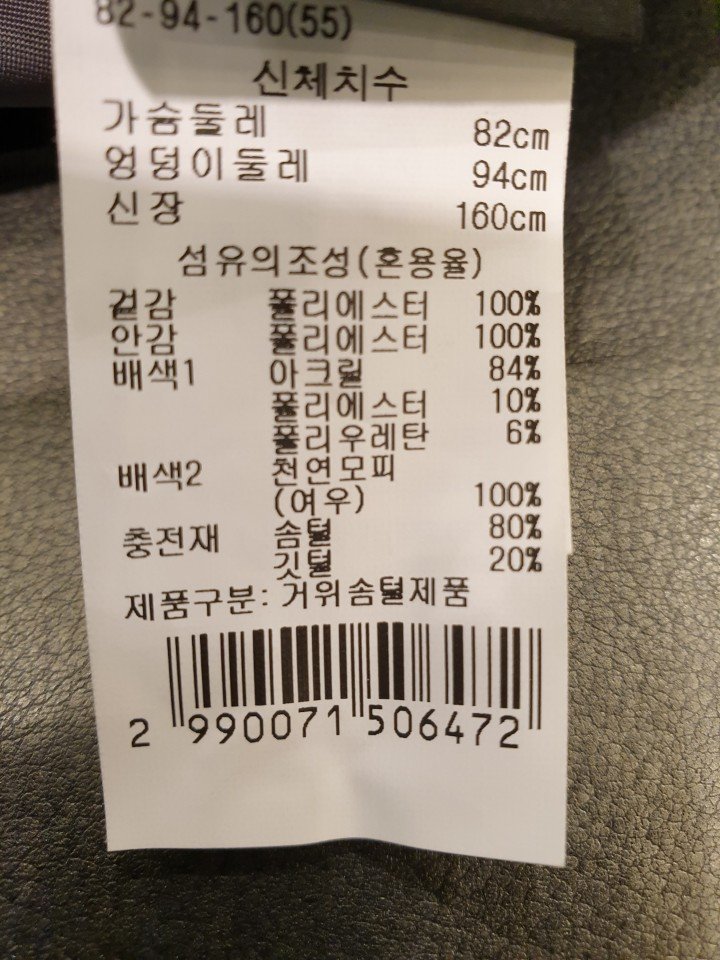 82-94-160(55)
신체치수
가슴둘레 82cm
엉덩이둘레 94cm
신장 160cm
섬유의조성(혼용율)
겉감 폴리에스터 100%
안감 폴리에스터 100%
배색1 아크릴 84%
폴리에스터 10%
폴리우레탄 6%
배색2 천연모피
(여우) 100%
충전재 솜털 80%
깃털 20%
제품구분: 거위솜털제품
2 990071 506472